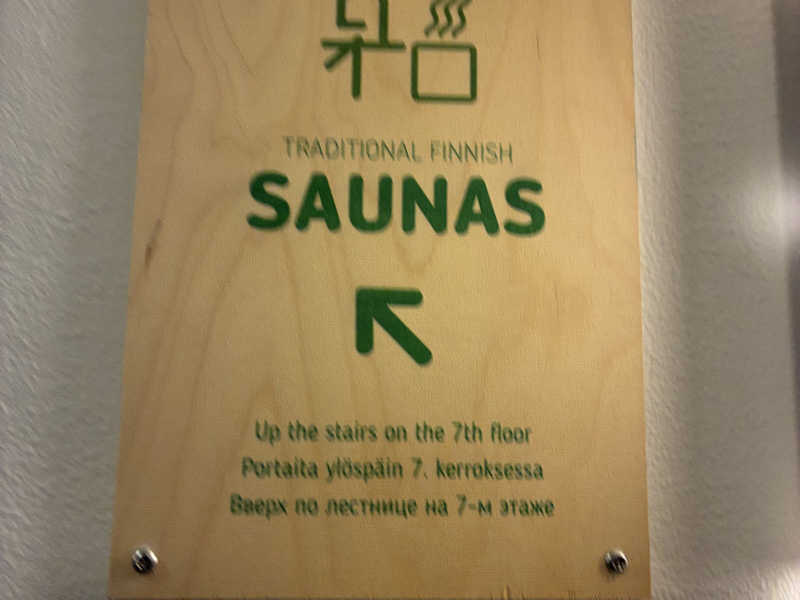 TRADITIONAL FINNISH
SAUNAS
Up the stairs on the 7th floor
Portaita ylöspäin 7. kerroksessa
Вверх по лестнице на 7-м этаже